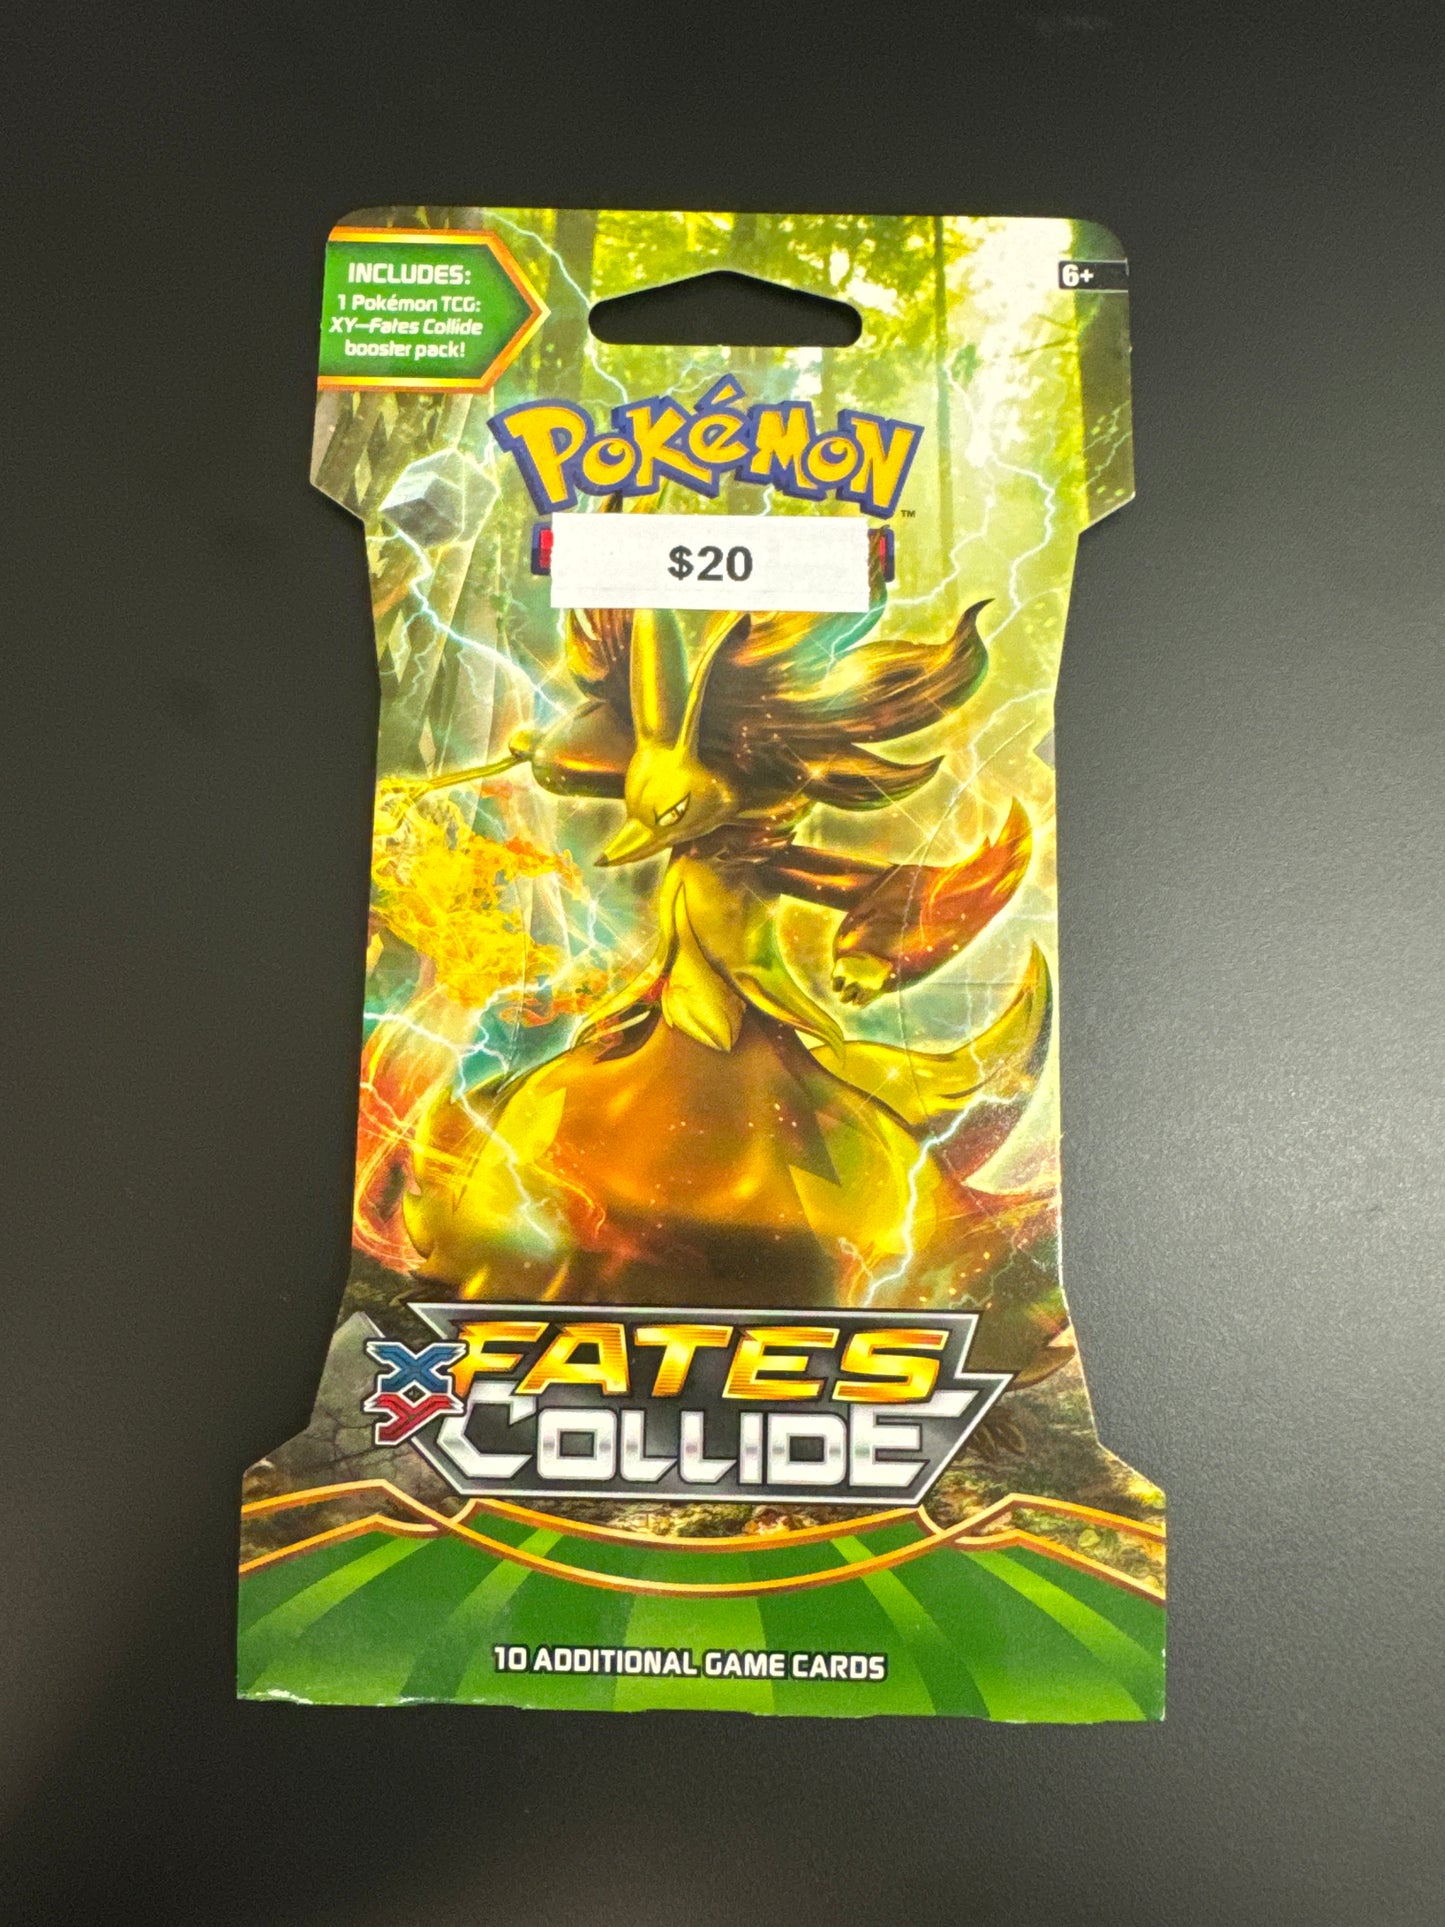 INCLUDES:
1 Pokémon TCG:
XY—Fates Collide
booster pack!
6+
POKÉMON
™
$20
XY
FATES
COLLIDE
10 ADDITIONAL GAME CARDS